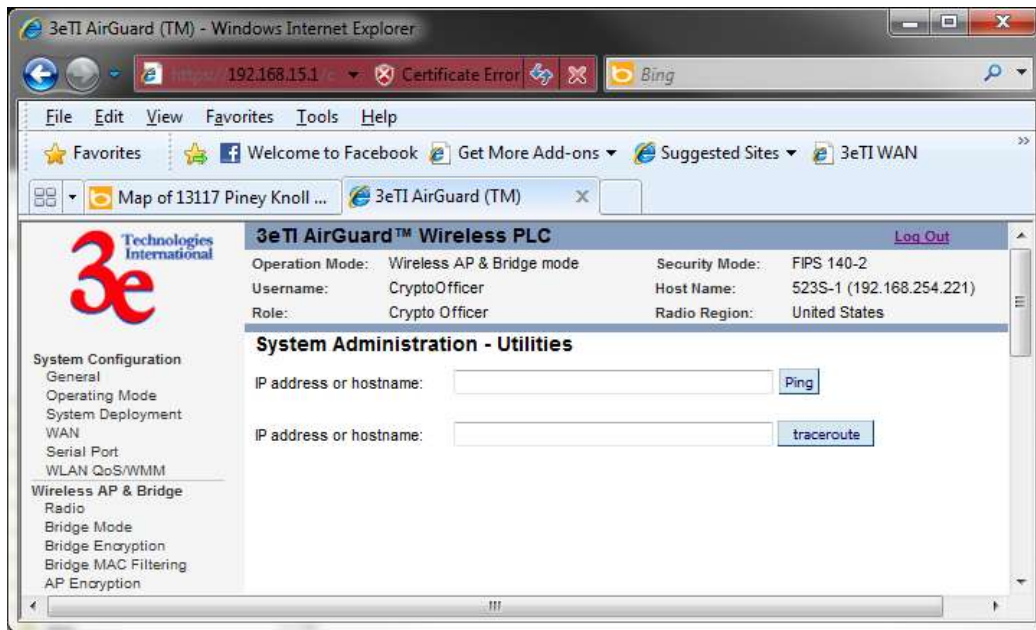 3eTI AirGuard (TM) - Windows Internet Explorer
https:// 192.168.15.1/c Certificate Error Bing
File Edit View Favorites Tools Help
Favorites Welcome to Facebook Get More Add-ons Suggested Sites 3eTI WAN
Map of 13117 Piney Knoll ... 3eTI AirGuard (TM)
3e Technologies International
3eTI AirGuard™ Wireless PLC Log Out
Operation Mode: Wireless AP & Bridge mode Security Mode: FIPS 140-2
Username: CryptoOfficer Host Name: 523S-1 (192.168.254.221)
Role: Crypto Officer Radio Region: United States
System Configuration
General
Operating Mode
System Deployment
WAN
Serial Port
WLAN QoS/WMM
Wireless AP & Bridge
Radio
Bridge Mode
Bridge Encryption
Bridge MAC Filtering
AP Encryption
System Administration - Utilities
IP address or hostname: Ping
IP address or hostname: traceroute